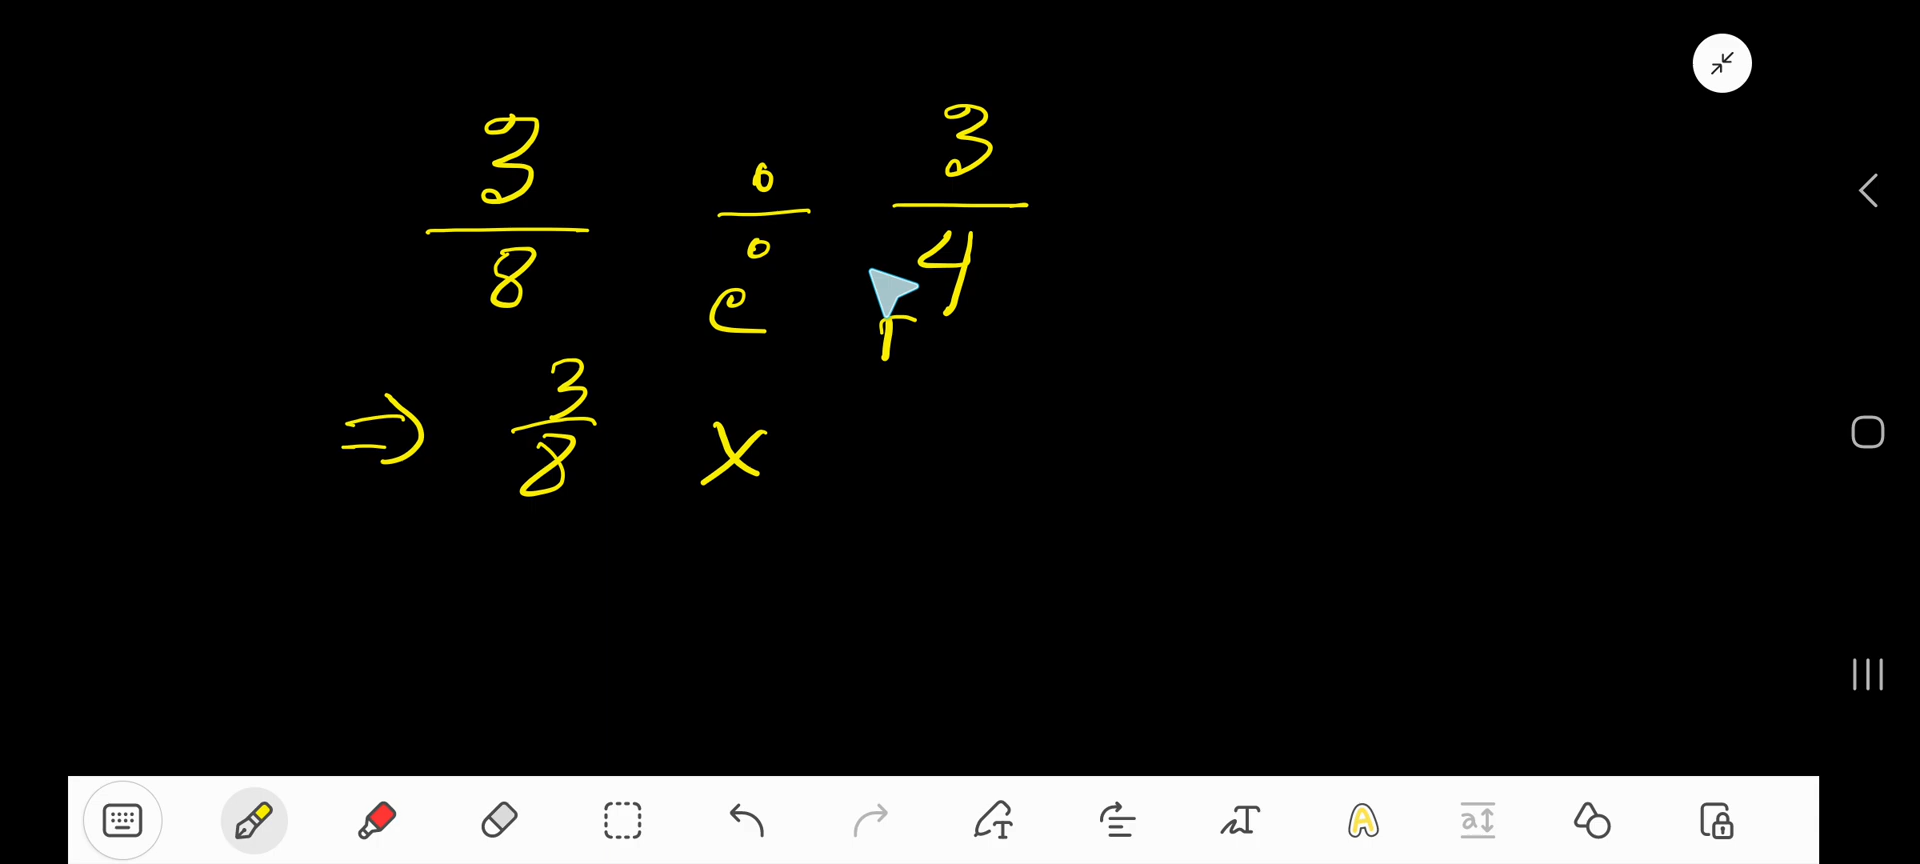 3/8 ÷ 3/4
c r
⇒ 3/8 ×